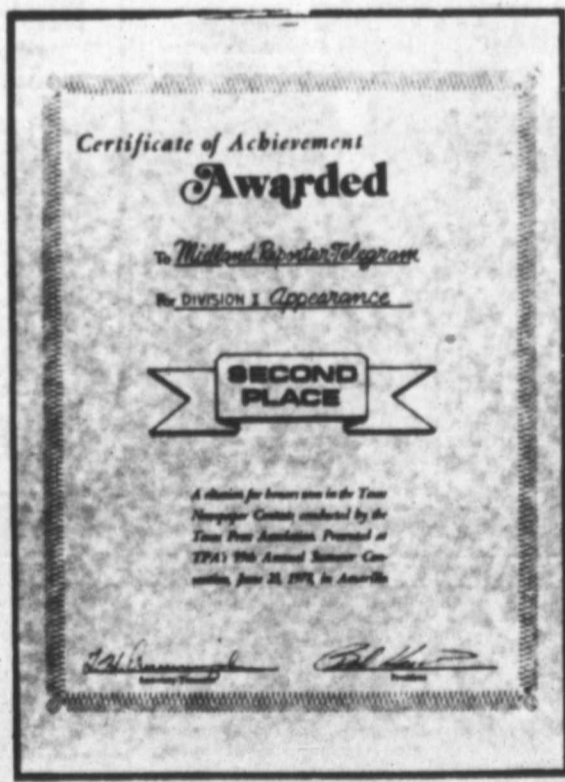 Certificate of Achievement
Awarded
To Midland Reporter-Telegram
For DIVISION I Appearance
SECOND
PLACE
A citation for honors won in the Texas
Newspaper Contests conducted by the
Texas Press Association. Presented at
TPA's Annual Summer Con-
vention, June 1978, in Amarillo
President